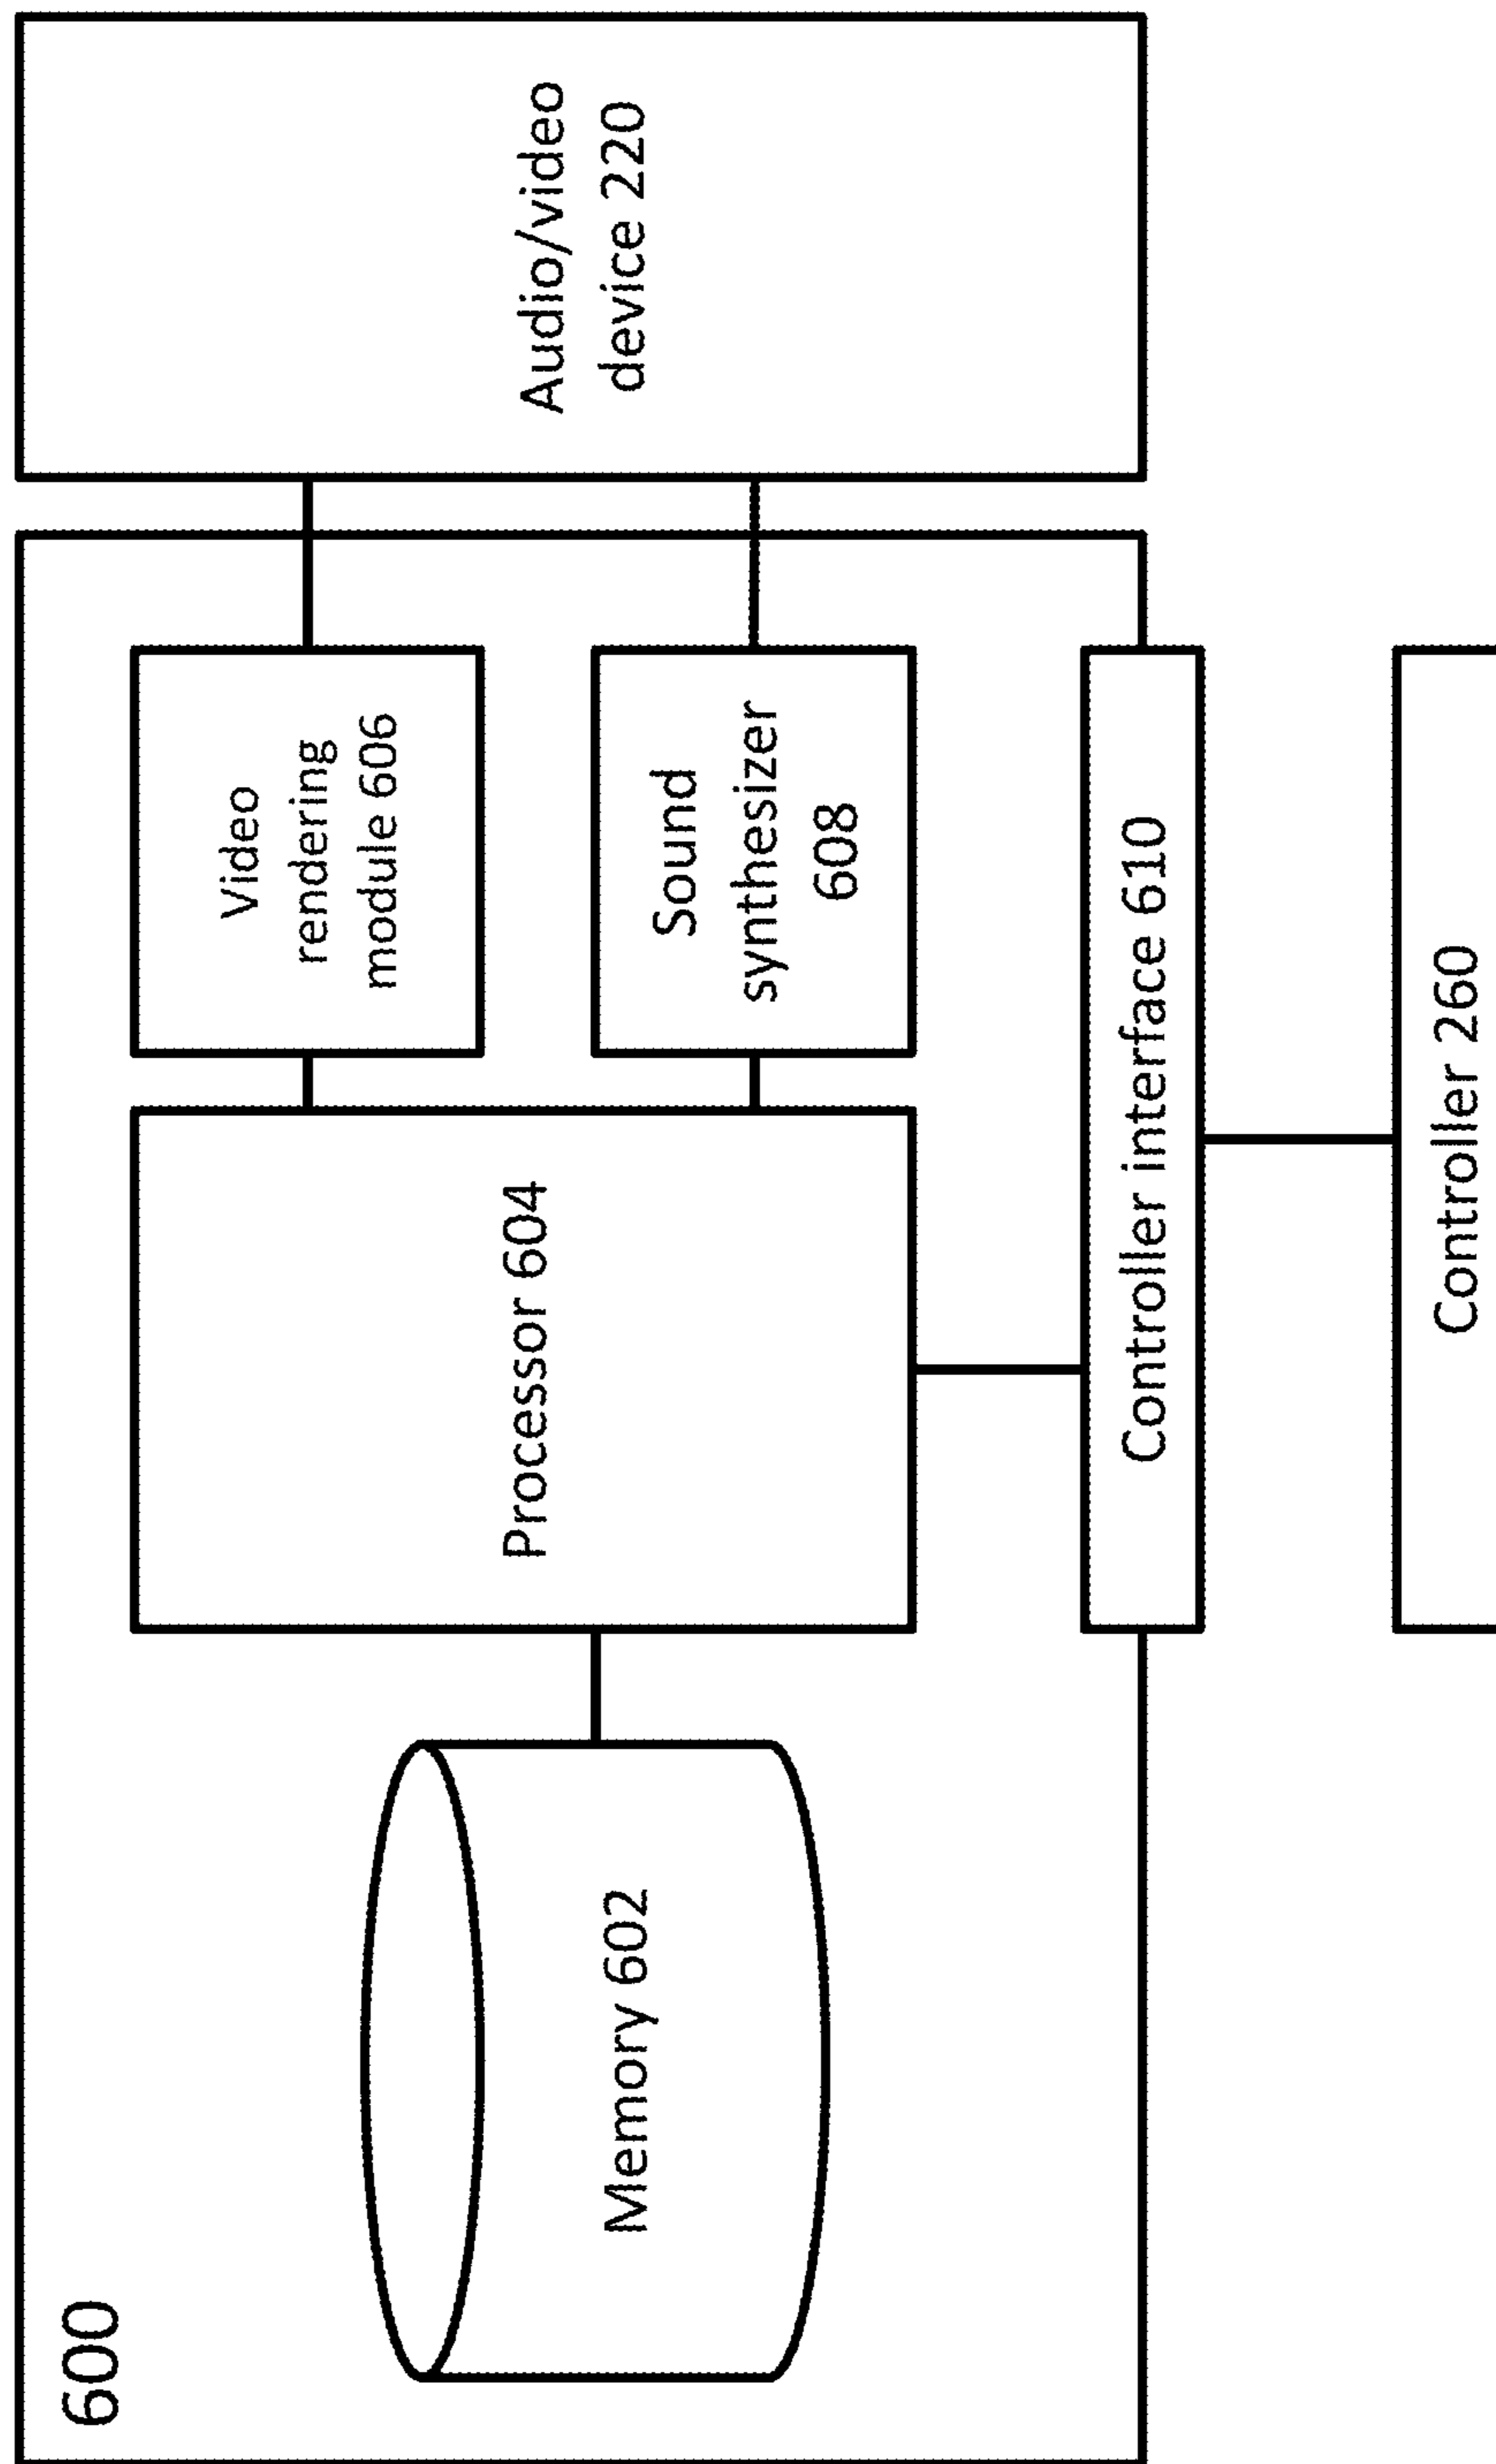 600
Memory 602
Processor 604
Video
rendering
module 606
Sound
synthesizer
608
Audio/video
device 220
Controller interface 610
Controller 260